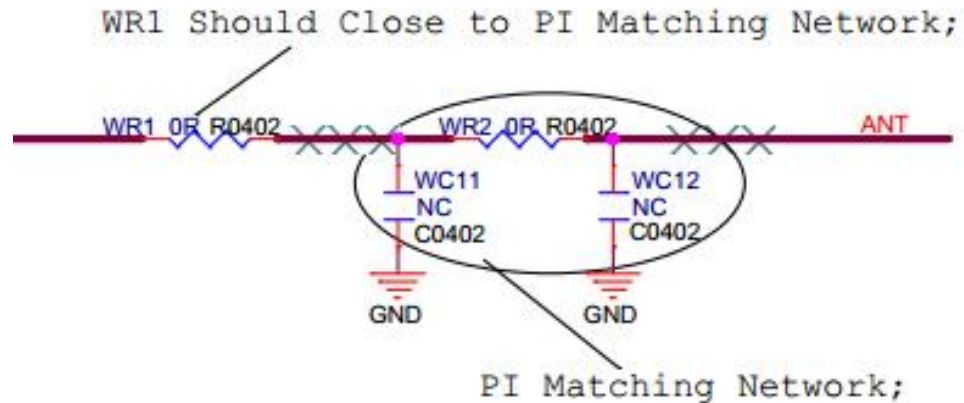 WR1 Should Close to PI Matching Network;
WR1 0R R0402 WR2 0R R0402 ANT
WC11 WC12
NC NC
C0402 C0402
GND GND
PI Matching Network;